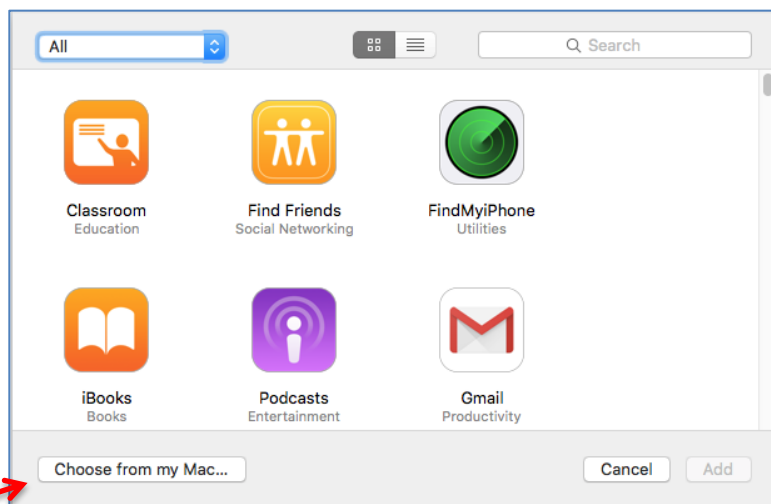 All
Search
Classroom
Education
Find Friends
Social Networking
FindMyiPhone
Utilities
iBooks
Books
Podcasts
Entertainment
Gmail
Productivity
Choose from my Mac...
Cancel
Add